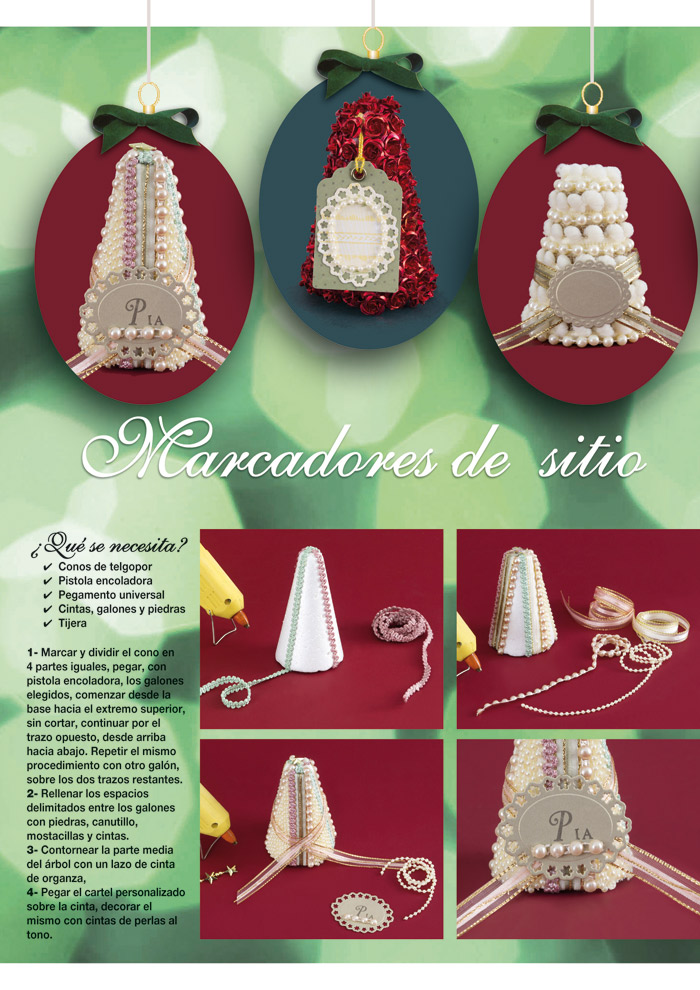 PIA
PIA
Marcadores de sitio
¿Qué se necesita?
✔ Conos de telgopor
✔ Pistola encoladora
✔ Pegamento universal
✔ Cintas, galones y piedras
✔ Tijera
1- Marcar y dividir el cono en
4 partes iguales, pegar, con
pistola encoladora, los galones
elegidos, comenzar desde la
base hacia el extremo superior,
sin cortar, continuar por el
trazo opuesto, desde arriba
hacia abajo. Repetir el mismo
procedimiento con otro galón,
sobre los dos trazos restantes.
2- Rellenar los espacios
delimitados entre los galones
con piedras, canutillo,
mostacillas y cintas.
3- Contornear la parte media
del árbol con un lazo de cinta
de organza,
4- Pegar el cartel personalizado
sobre la cinta, decorar el
mismo con cintas de perlas al
tono.
PIA